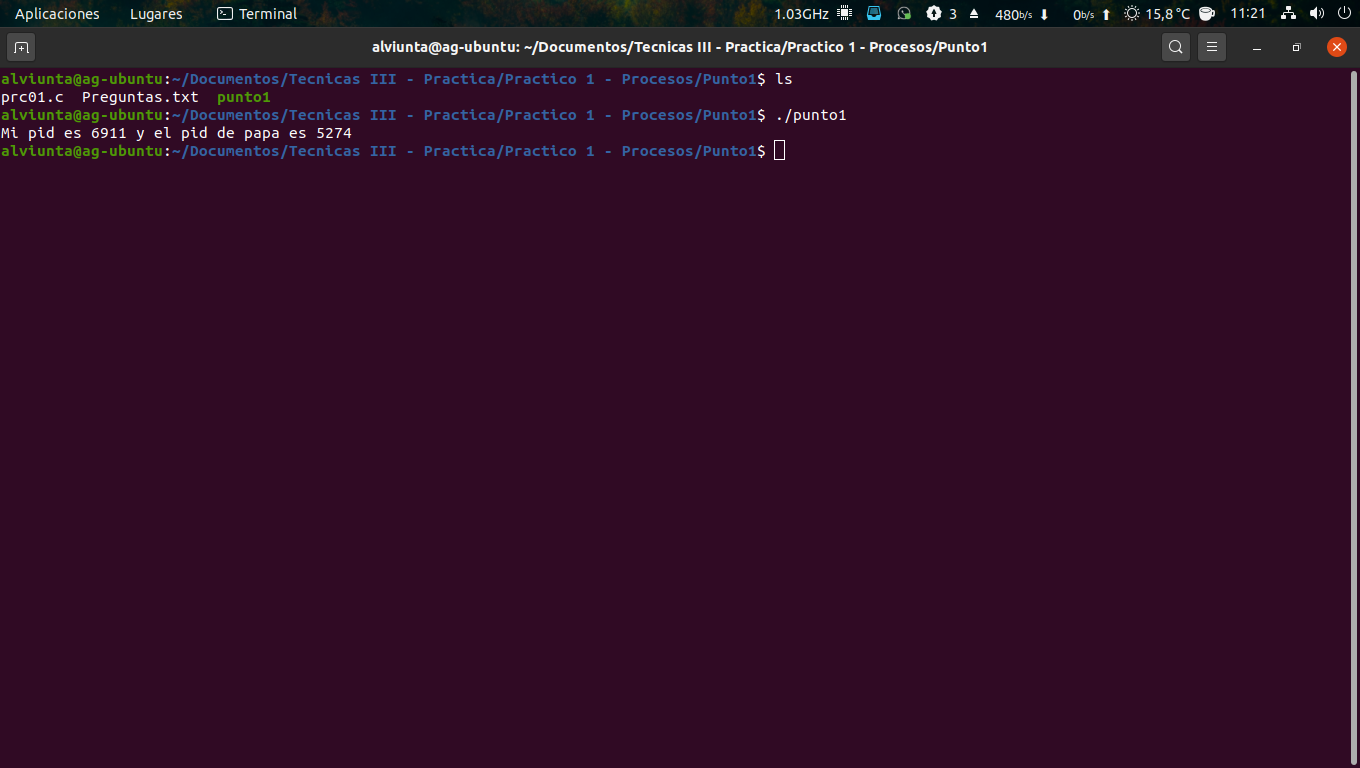 Aplicaciones Lugares Terminal 1.03GHz 3 480b/s 0b/s 15,8 °C 11:21
alviunta@ag-ubuntu: ~/Documentos/Tecnicas III - Practica/Practico 1 - Procesos/Punto1
alviunta@ag-ubuntu:~/Documentos/Tecnicas III - Practica/Practico 1 - Procesos/Punto1$ ls
prc01.c  Preguntas.txt  punto1
alviunta@ag-ubuntu:~/Documentos/Tecnicas III - Practica/Practico 1 - Procesos/Punto1$ ./punto1
Mi pid es 6911 y el pid de papa es 5274
alviunta@ag-ubuntu:~/Documentos/Tecnicas III - Practica/Practico 1 - Procesos/Punto1$